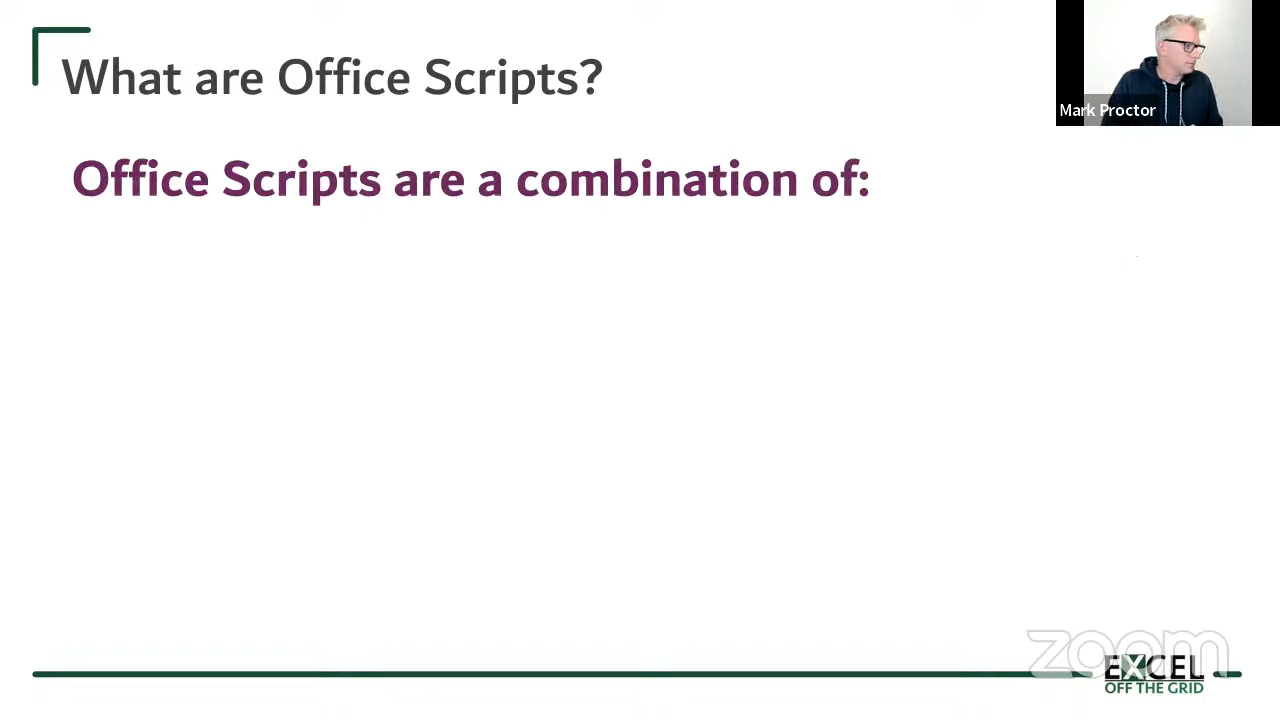 What are Office Scripts?
Mark Proctor
Office Scripts are a combination of:
zoom
EXCEL
OFF THE GRID